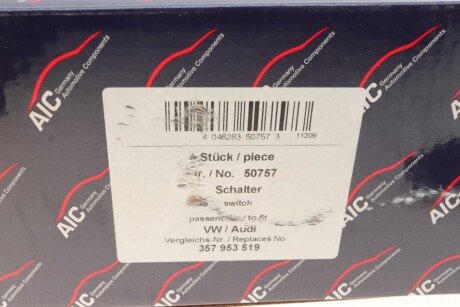 AIC Germany Automotive Components
4 046283 50757 3 11209
Stück / piece
Nr. / No. 50757
Schalter
switch
to fit
VW / Audi
Vergleichs-Nr. / Replaces No.
357 953 519